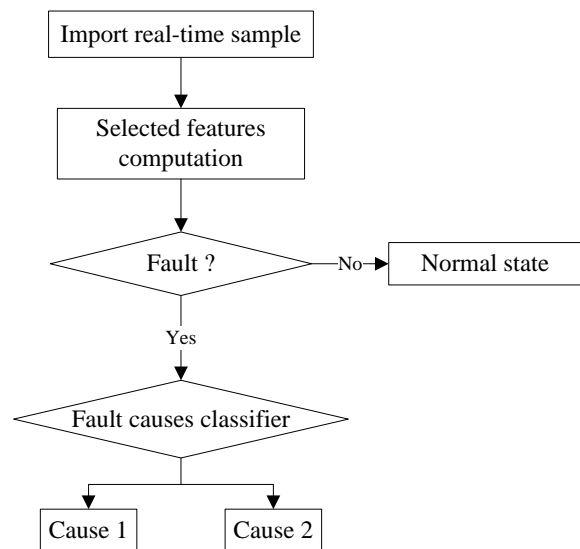 Import real-time sample
Selected features
computation
Fault ?
No
Normal state
Yes
Fault causes classifier
Cause 1
Cause 2